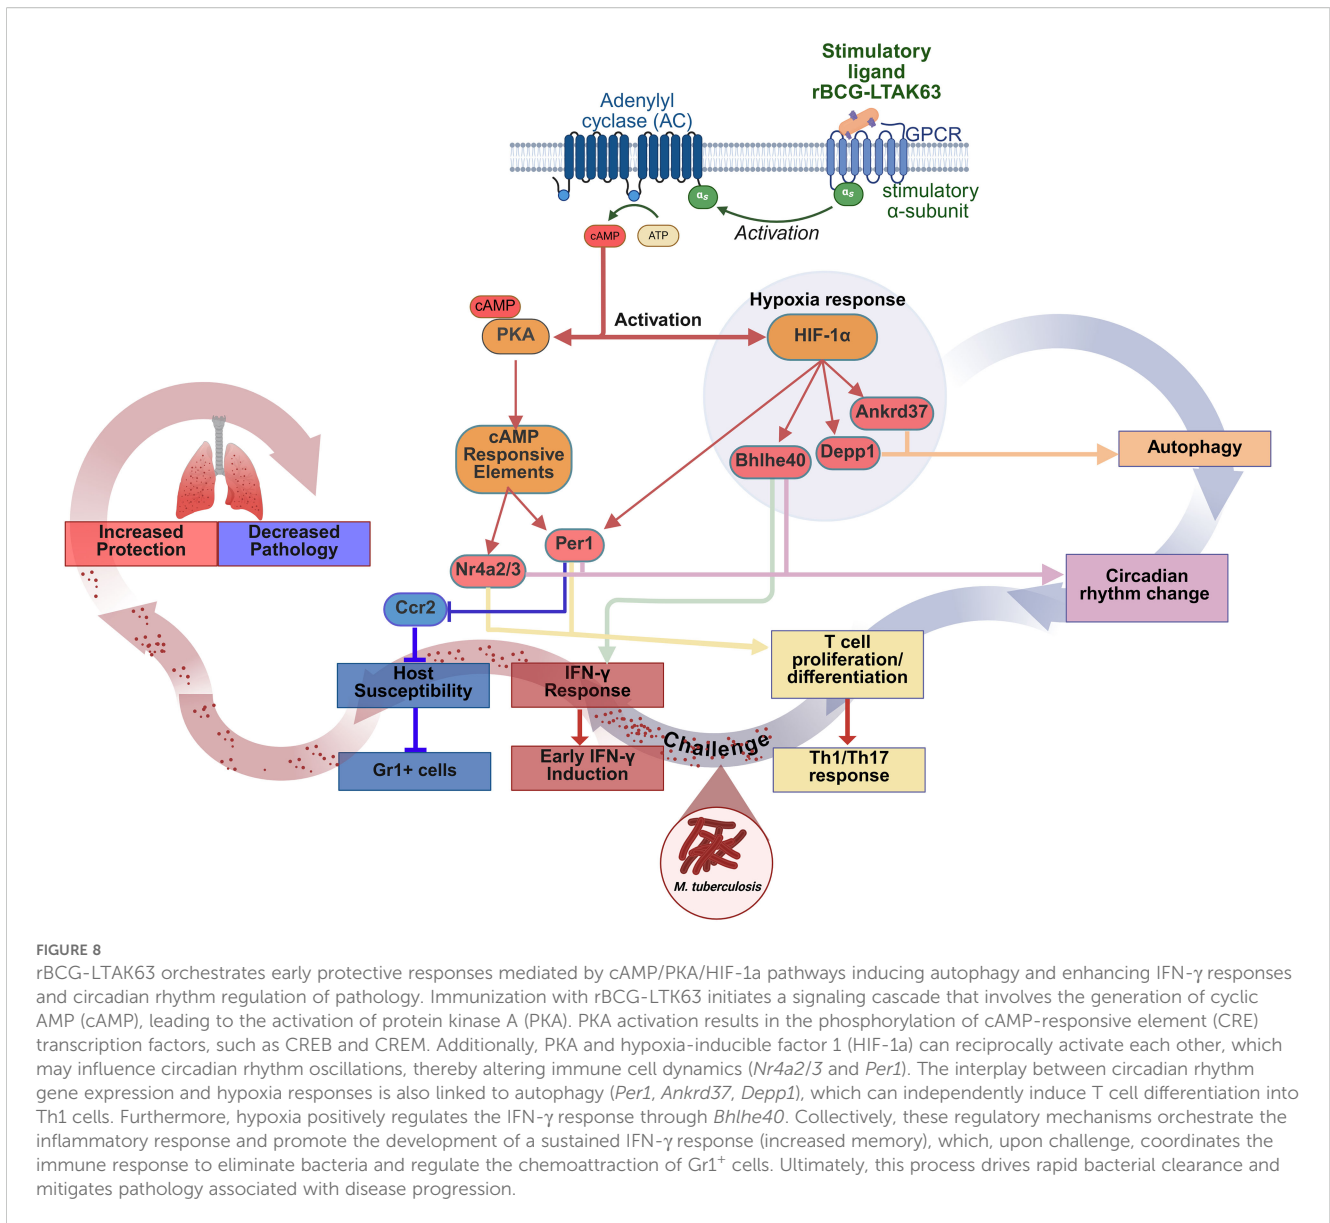 Stimulatory
ligand
rBCG-LTAK63
Adenylyl
cyclase (AC)
GPCR
αs
αs
stimulatory
α-subunit
Activation
cAMP
ATP
cAMP
PKA
Activation
Hypoxia response
HIF-1α
Ankrd37
Depp1
Bhlhe40
cAMP
Responsive
Elements
Autophagy
Increased
Protection
Decreased
Pathology
Per1
Nr4a2/3
Circadian
rhythm change
Ccr2
T cell
proliferation/
differentiation
Host
Susceptibility
IFN-γ
Response
Challenge
Gr1+ cells
Early IFN-γ
Induction
Th1/Th17
response
M. tuberculosis
FIGURE 8
rBCG-LTAK63 orchestrates early protective responses mediated by cAMP/PKA/HIF-1a pathways inducing autophagy and enhancing IFN-γ responses
and circadian rhythm regulation of pathology. Immunization with rBCG-LTK63 initiates a signaling cascade that involves the generation of cyclic
AMP (cAMP), leading to the activation of protein kinase A (PKA). PKA activation results in the phosphorylation of cAMP-responsive element (CRE)
transcription factors, such as CREB and CREM. Additionally, PKA and hypoxia-inducible factor 1 (HIF-1a) can reciprocally activate each other, which
may influence circadian rhythm oscillations, thereby altering immune cell dynamics (Nr4a2/3 and Per1). The interplay between circadian rhythm
gene expression and hypoxia responses is also linked to autophagy (Per1, Ankrd37, Depp1), which can independently induce T cell differentiation into
Th1 cells. Furthermore, hypoxia positively regulates the IFN-γ response through Bhlhe40. Collectively, these regulatory mechanisms orchestrate the
inflammatory response and promote the development of a sustained IFN-γ response (increased memory), which, upon challenge, coordinates the
immune response to eliminate bacteria and regulate the chemoattraction of Gr1⁺ cells. Ultimately, this process drives rapid bacterial clearance and
mitigates pathology associated with disease progression.